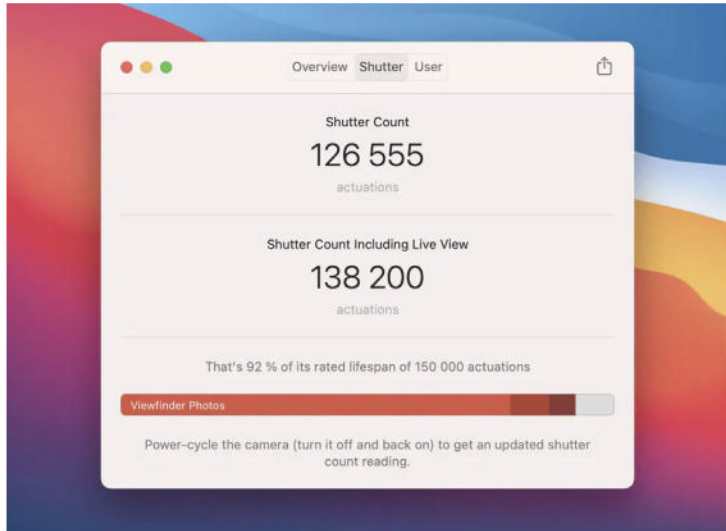 Overview Shutter User
Shutter Count
126 555
actuations
Shutter Count Including Live View
138 200
actuations
That's 92 % of its rated lifespan of 150 000 actuations
Viewfinder Photos
Power-cycle the camera (turn it off and back on) to get an updated shutter
count reading.